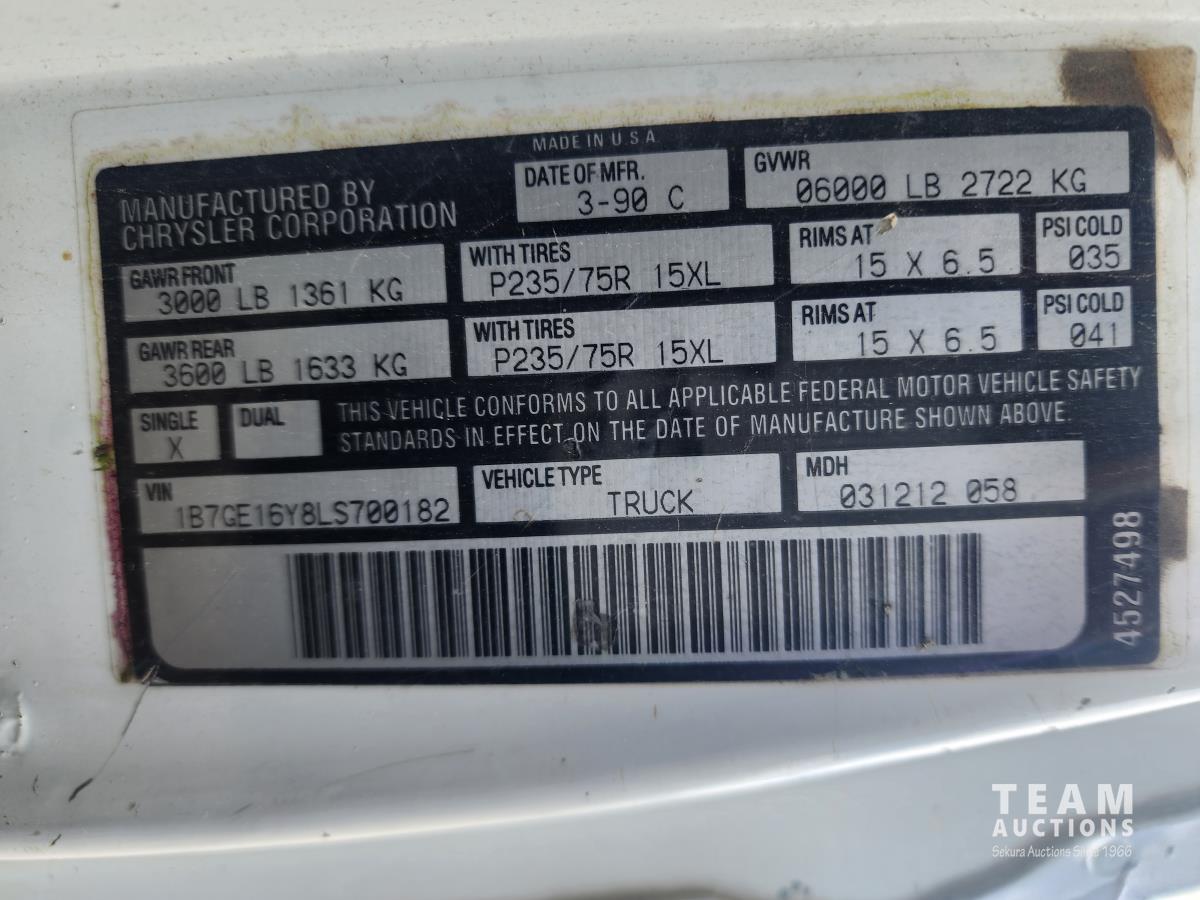 MADE IN U.S.A.
MANUFACTURED BY
CHRYSLER CORPORATION
DATE OF MFR.
3-90 C
GVWR
06000 LB 2722 KG
GAWR FRONT
3000 LB 1361 KG
WITH TIRES
P235/75R 15XL
RIMS AT
15 X 6.5
PSI COLD
035
GAWR REAR
3600 LB 1633 KG
WITH TIRES
P235/75R 15XL
RIMS AT
15 X 6.5
PSI COLD
041
SINGLE
X
DUAL
THIS VEHICLE CONFORMS TO ALL APPLICABLE FEDERAL MOTOR VEHICLE SAFETY
STANDARDS IN EFFECT ON THE DATE OF MANUFACTURE SHOWN ABOVE.
VIN
1B7GE16Y8LS700182
VEHICLE TYPE
TRUCK
MDH
031212 058
4527498
TEAM
AUCTIONS
Sekura Auctions Since 1966